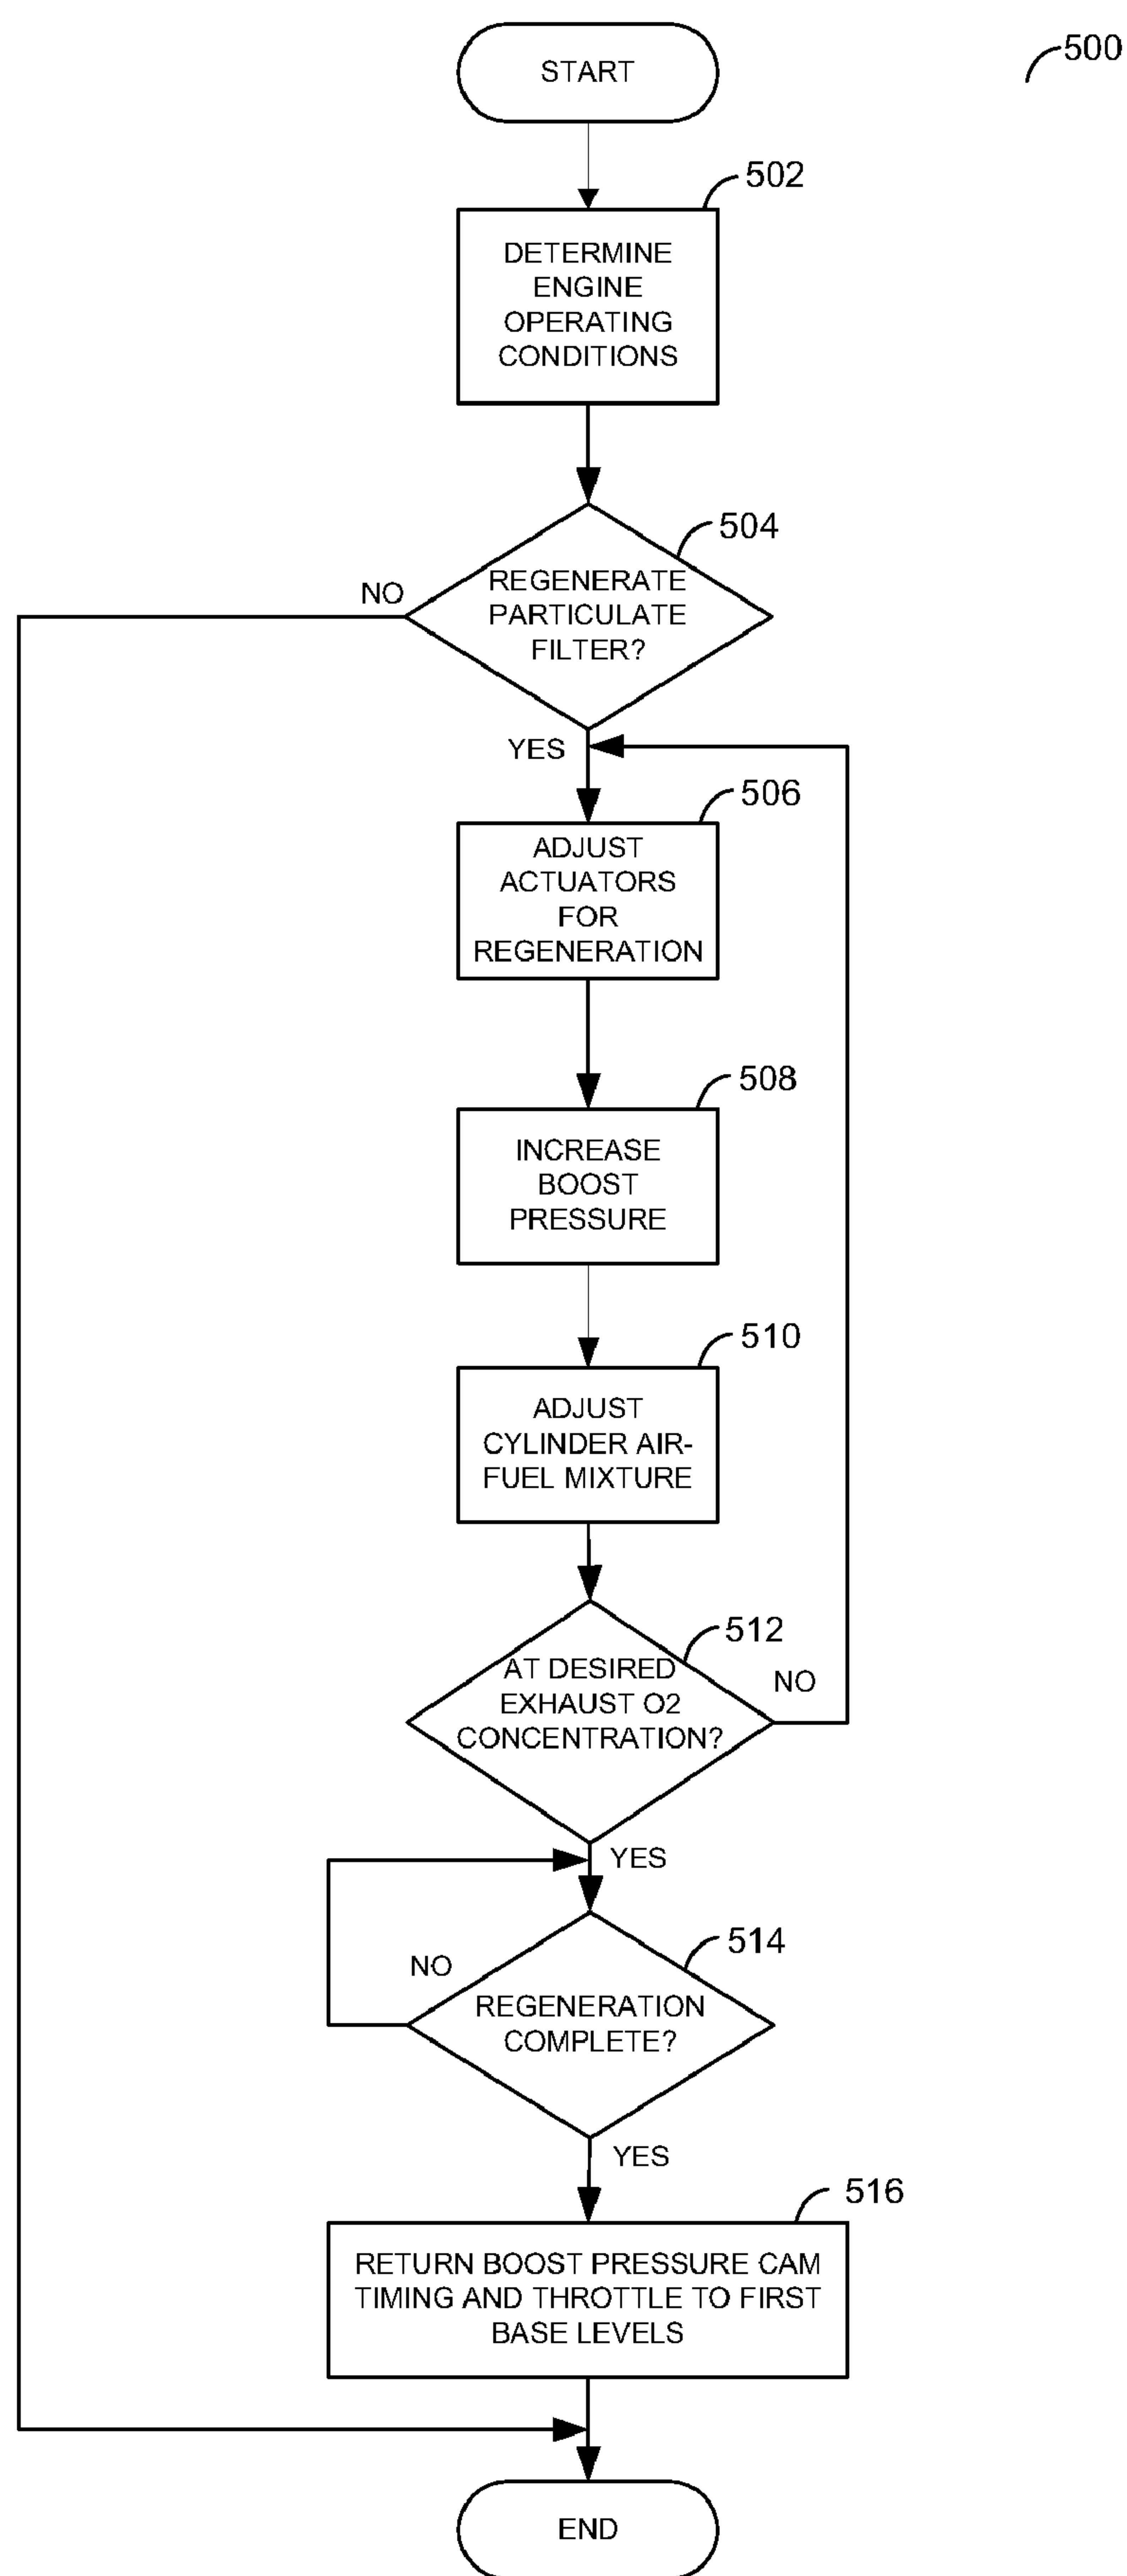 START
500
502
DETERMINE
ENGINE
OPERATING
CONDITIONS
504
NO
REGENERATE
PARTICULATE
FILTER?
YES
506
ADJUST
ACTUATORS
FOR
REGENERATION
508
INCREASE
BOOST
PRESSURE
510
ADJUST
CYLINDER AIR-
FUEL MIXTURE
512
AT DESIRED
EXHAUST O2
CONCENTRATION?
NO
YES
514
NO
REGENERATION
COMPLETE?
YES
516
RETURN BOOST PRESSURE CAM
TIMING AND THROTTLE TO FIRST
BASE LEVELS
END